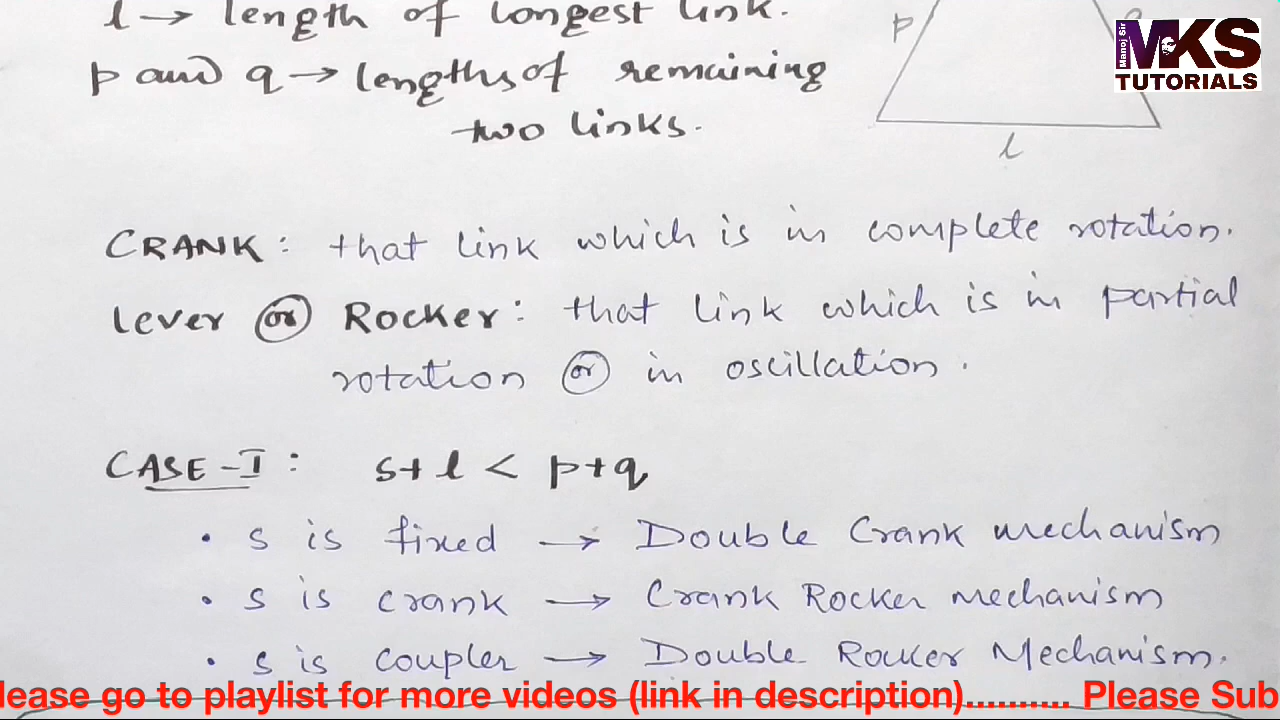 l → length of longest link.
p and q → lengths of remaining
two links.
p
l
Manoj Sir
MKS
TUTORIALS
CRANK: that link which is in complete rotation.
Lever or Rocker: that link which is in partial
rotation or in oscillation.
CASE-I: s+l < p+q
• s is fixed → Double Crank mechanism
• s is crank → Crank Rocker mechanism
• s is coupler → Double Rocker Mechanism.
lease go to playlist for more videos (link in description).......... Please Sub